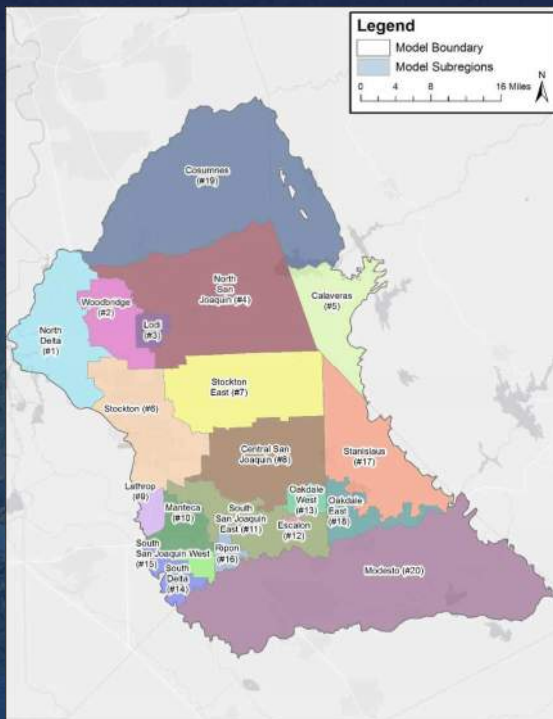 Legend
Model Boundary
Model Subregions
0 4 8 16 Miles
N
Cosumnes
(#19)
North
San
Joaquin (#4)
Calaveras
(#5)
Woodbridge
(#2)
Lodi
(#3)
North
Delta
(#1)
Stockton
East (#7)
Stockton (#6)
Central San
Joaquin (#8)
Stanislaus
(#17)
Lathrop
(#9)
Manteca
(#10)
South
San Joaquin
East (#11)
Oakdale
West
(#13)
Oakdale
East
(#18)
Escalon
(#12)
South
San Joaquin West
(#15)
Ripon
(#16)
South
Delta
(#14)
Modesto (#20)